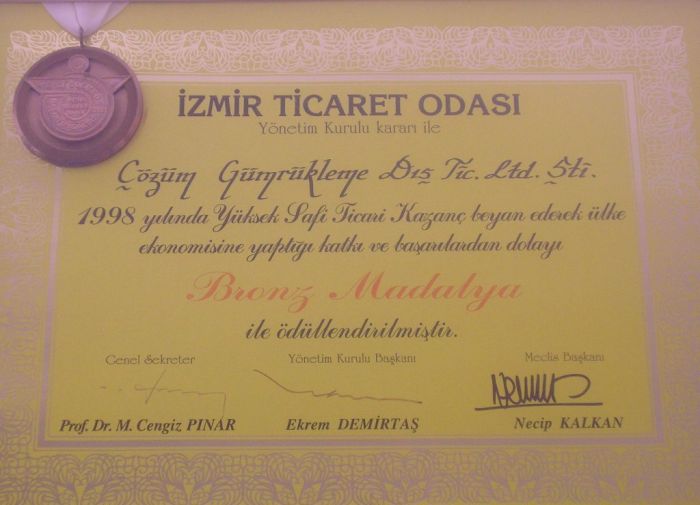 İZMİR TİCARET ODASI
Yönetim Kurulu kararı ile
Çözüm Gümrükleme Dış Tic. Ltd. Şti.
1998 yılında Yüksek Safi Ticari Kazanç beyan ederek ülke
ekonomisine yaptığı katkı ve başarılardan dolayı
Bronz Madalya
ile ödüllendirilmiştir.
Genel Sekreter Yönetim Kurulu Başkanı Meclis Başkanı
Prof. Dr. M. Cengiz PINAR Ekrem DEMİRTAŞ Necip KALKAN